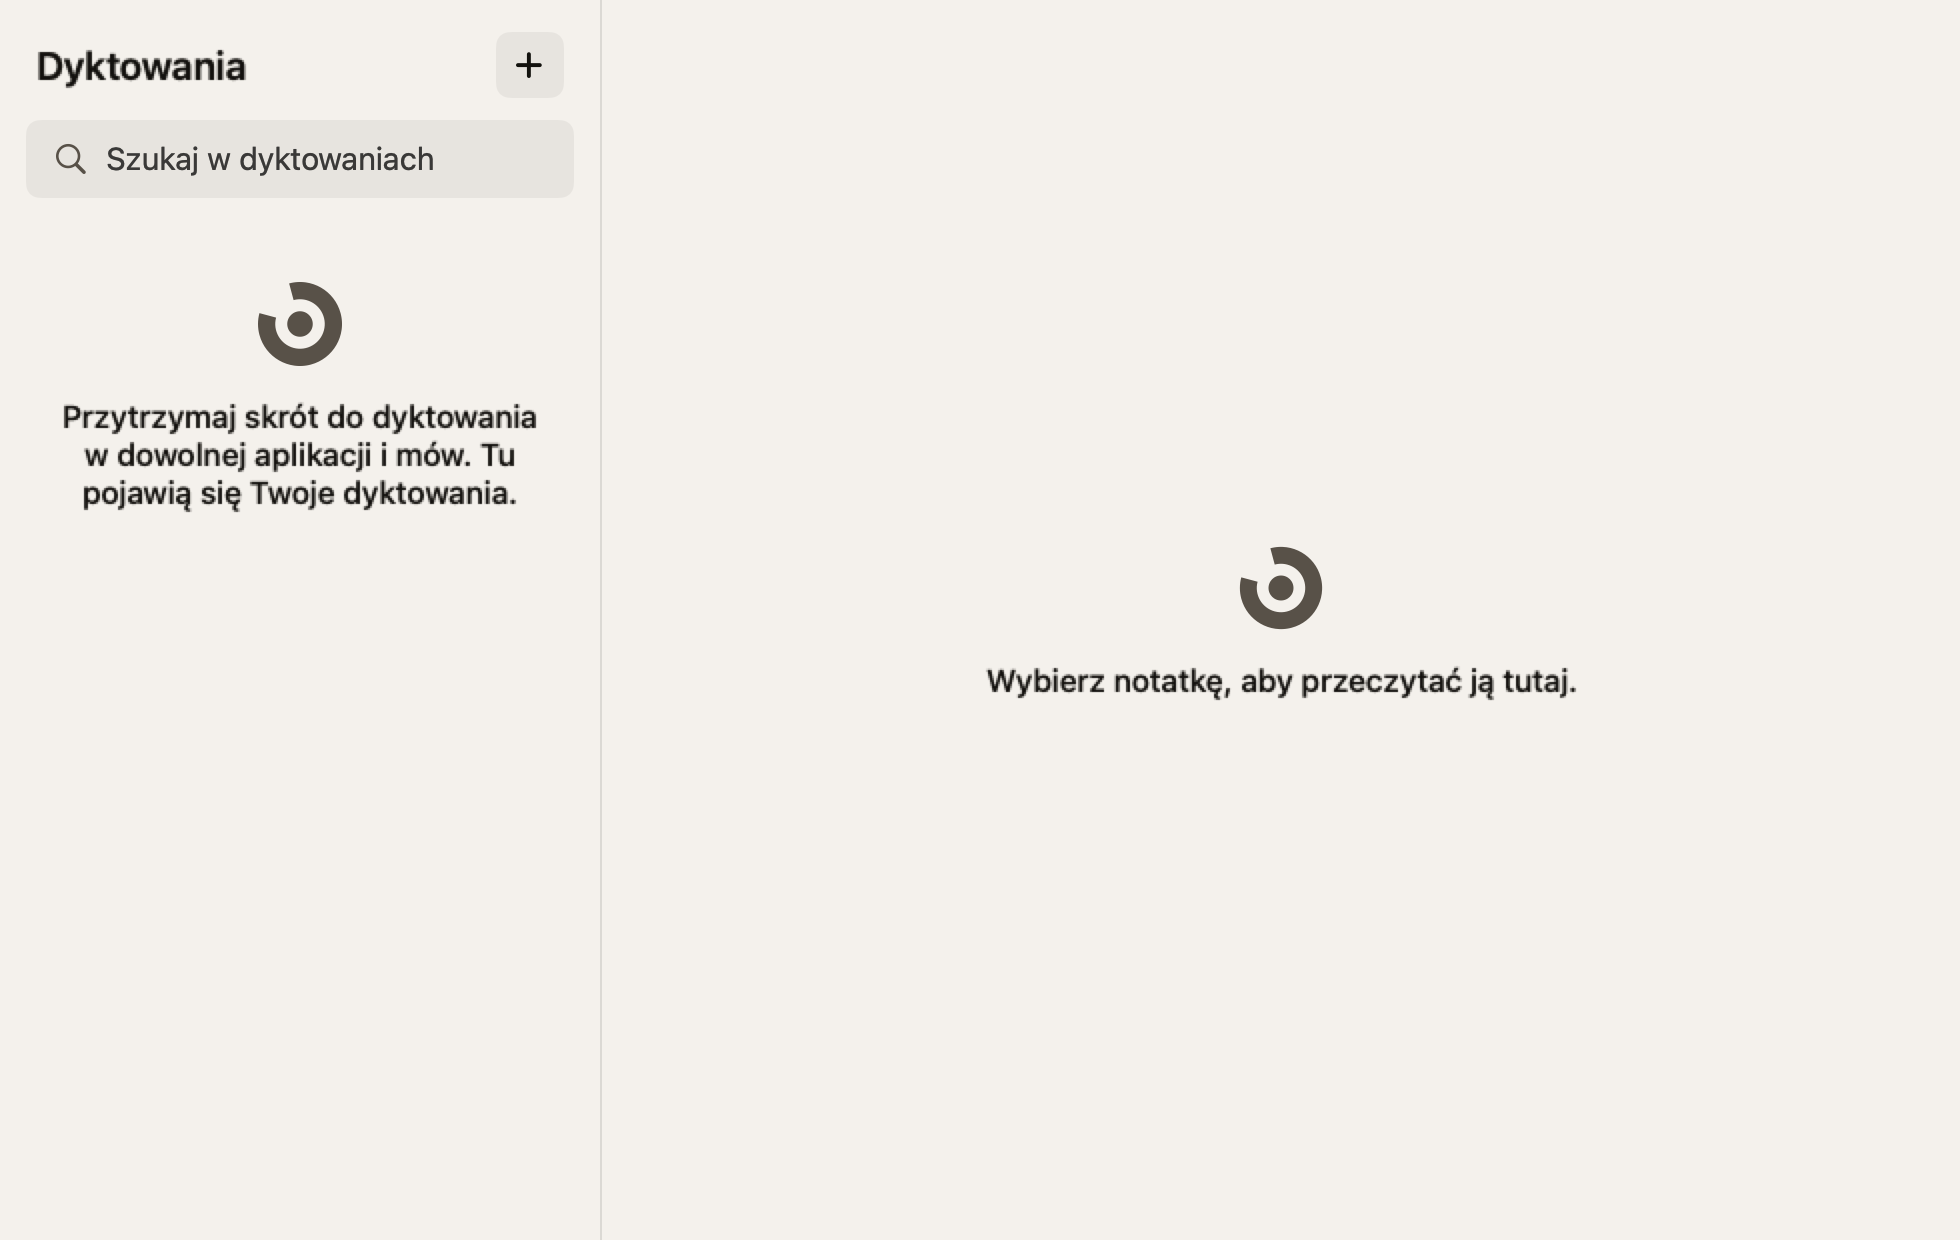 Dyktowania
Szukaj w dyktowaniach
Przytrzymaj skrót do dyktowania
w dowolnej aplikacji i mów. Tu
pojawią się Twoje dyktowania.
Wybierz notatkę, aby przeczytać ją tutaj.